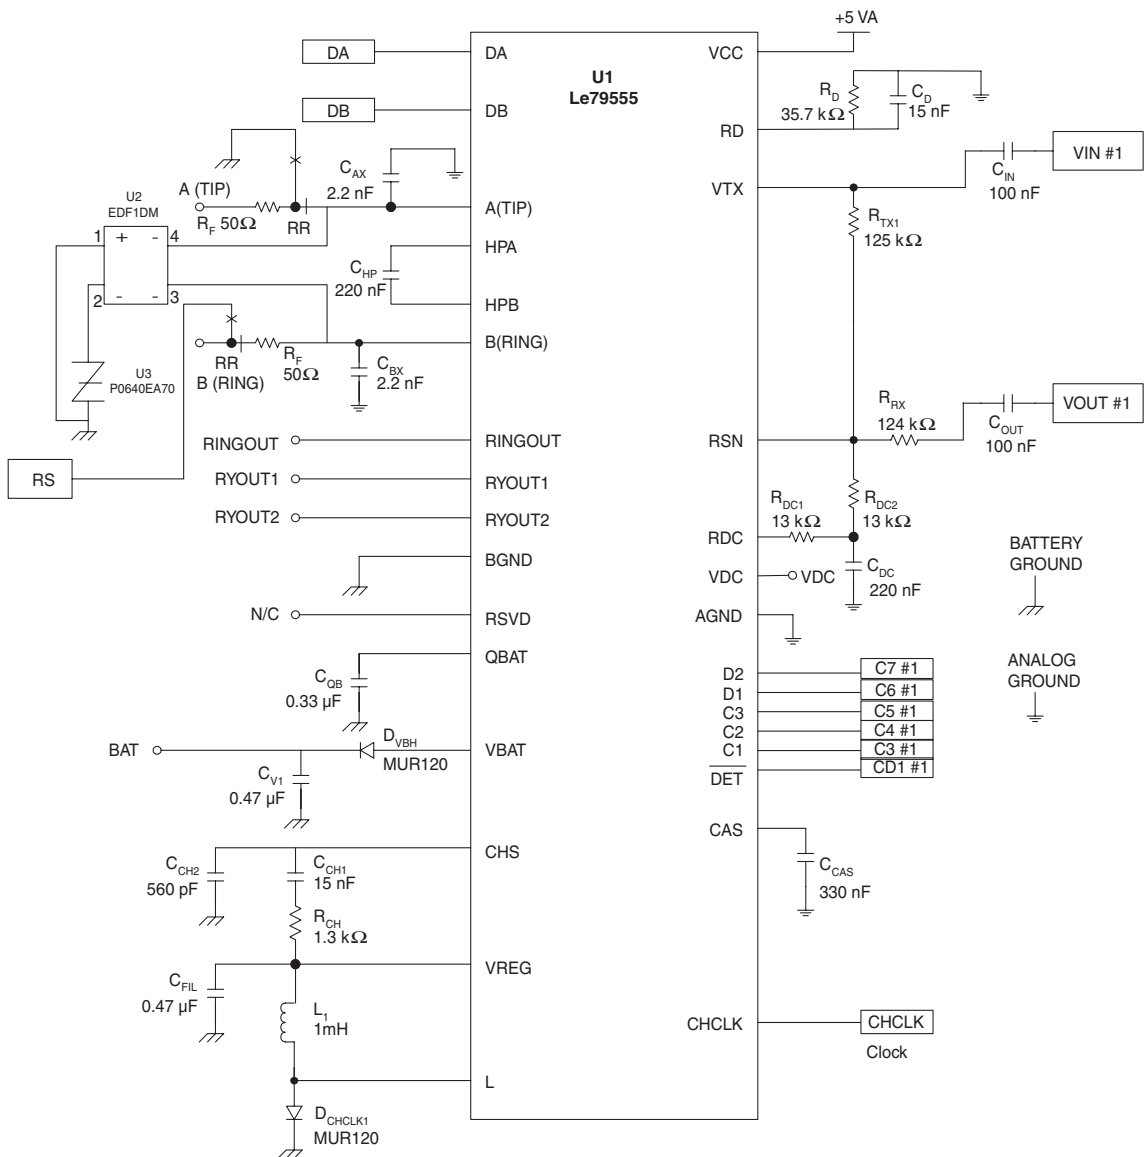 +5 VA
DA
DA
VCC
U1
Le79555
R_D
35.7 kΩ
C_D
15 nF
DB
DB
RD
VIN #1
C_AX
2.2 nF
C_IN
100 nF
VTX
A (TIP)
U2
EDF1DM
R_F 50Ω
RR
A(TIP)
R_TX1
125 kΩ
1
+
-
4
HPA
C_HP
220 nF
2
-
-
3
HPB
RR
B (RING)
R_F
50Ω
B(RING)
C_BX
2.2 nF
U3
P0640EA70
R_RX
124 kΩ
VOUT #1
C_OUT
100 nF
RINGOUT
RINGOUT
RSN
RS
RYOUT1
RYOUT1
R_DC1
13 kΩ
R_DC2
13 kΩ
RYOUT2
RYOUT2
RDC
BGND
VDC
VDC
C_DC
220 nF
BATTERY
GROUND
N/C
RSVD
AGND
QBAT
C_QB
0.33 µF
ANALOG
GROUND
D2
C7 #1
D1
C6 #1
C3
C5 #1
C2
C4 #1
C1
C3 #1
DET
CD1 #1
BAT
D_VBH
MUR120
VBAT
C_V1
0.47 µF
CAS
CHS
C_CH2
560 pF
C_CH1
15 nF
C_CAS
330 nF
R_CH
1.3 kΩ
VREG
C_FIL
0.47 µF
L_1
1mH
CHCLK
CHCLK
Clock
L
D_CHCLK1
MUR120